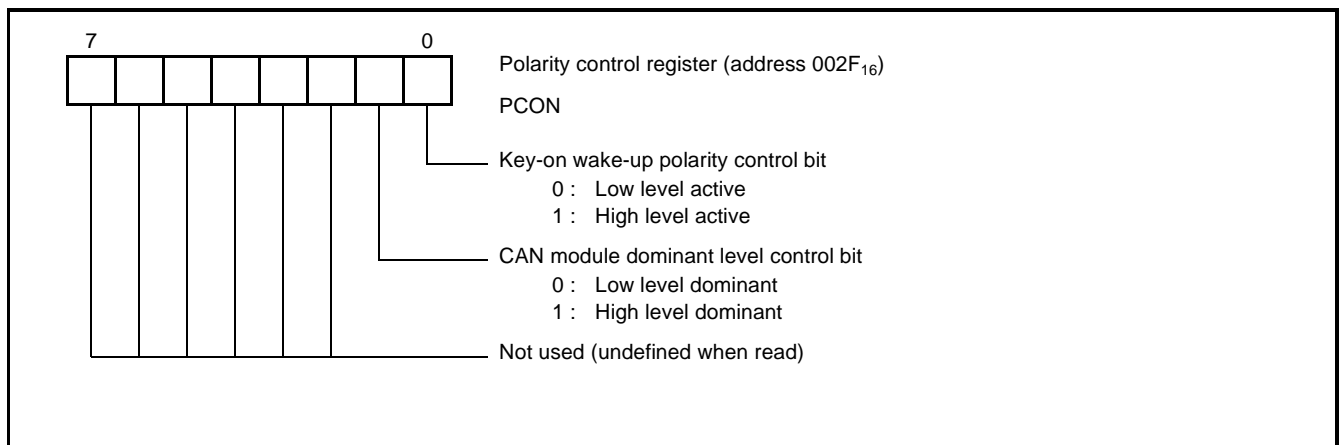 7 0
Polarity control register (address 002F₁₆)
PCON
Key-on wake-up polarity control bit
0 : Low level active
1 : High level active
CAN module dominant level control bit
0 : Low level dominant
1 : High level dominant
Not used (undefined when read)